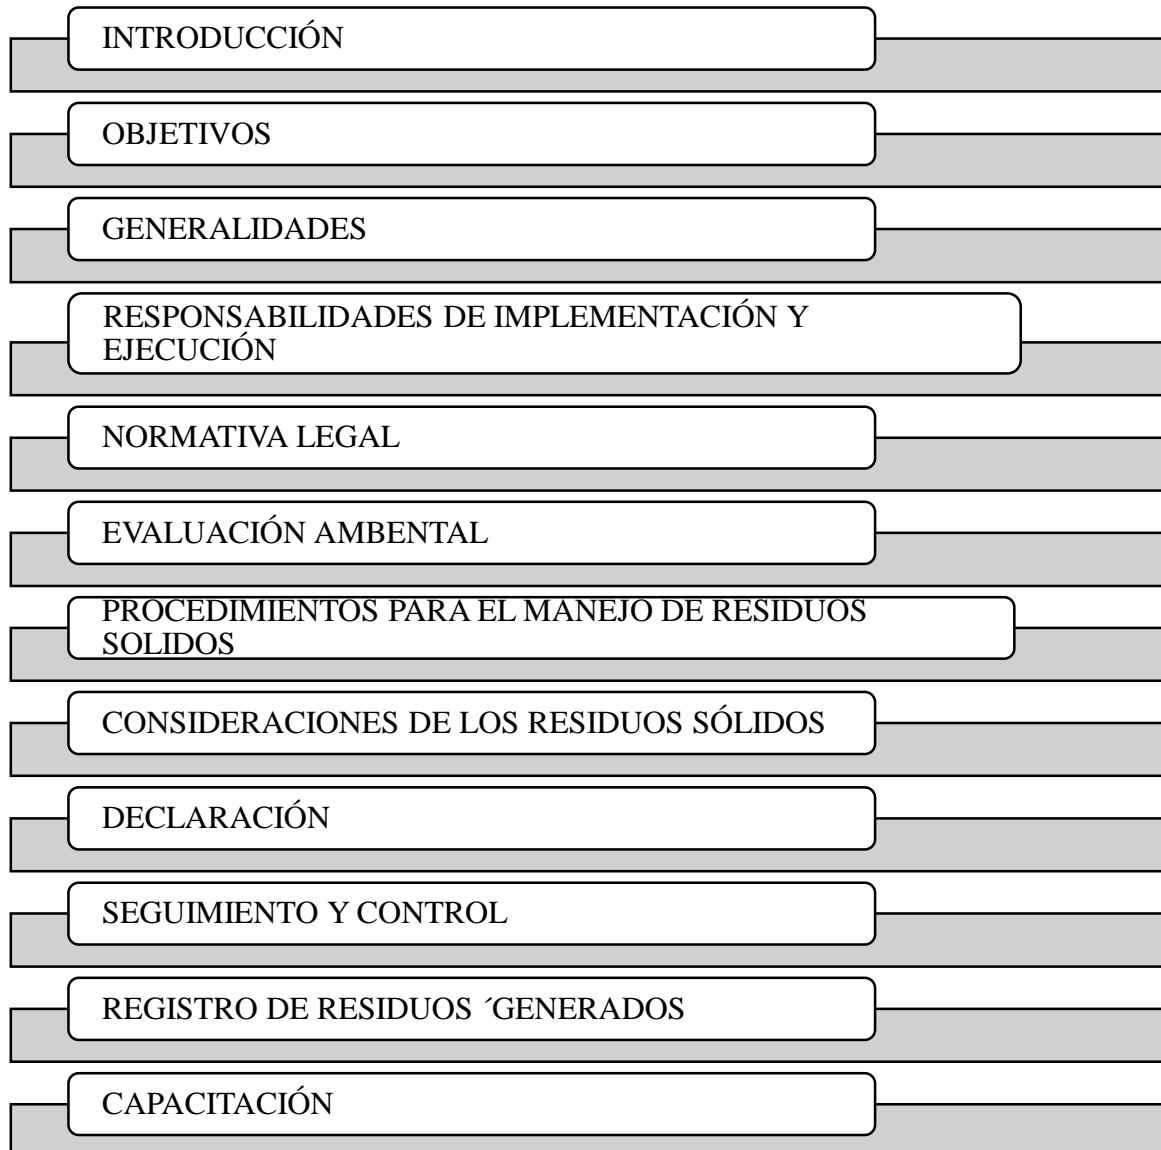 INTRODUCCIÓN
OBJETIVOS
GENERALIDADES
RESPONSABILIDADES DE IMPLEMENTACIÓN Y
EJECUCIÓN
NORMATIVA LEGAL
EVALUACIÓN AMBENTAL
PROCEDIMIENTOS PARA EL MANEJO DE RESIDUOS
SOLIDOS
CONSIDERACIONES DE LOS RESIDUOS SÓLIDOS
DECLARACIÓN
SEGUIMIENTO Y CONTROL
REGISTRO DE RESIDUOS ´GENERADOS
CAPACITACIÓN